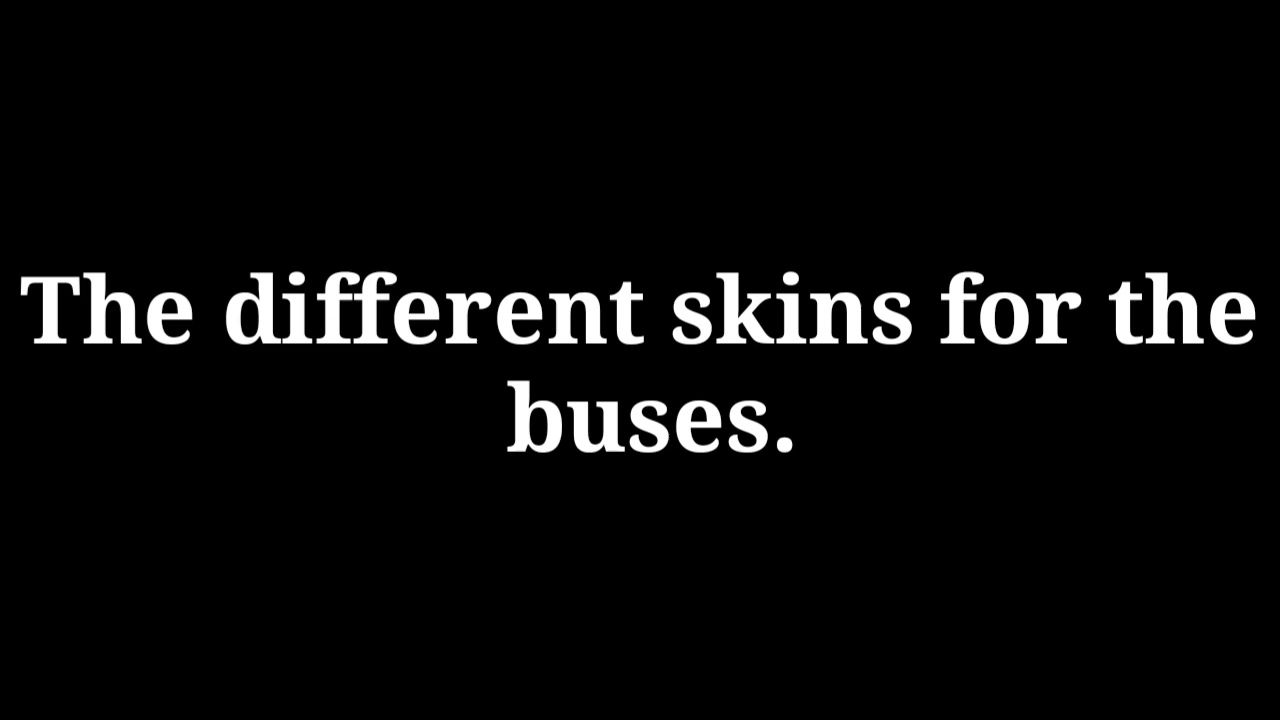 The different skins for the
buses.